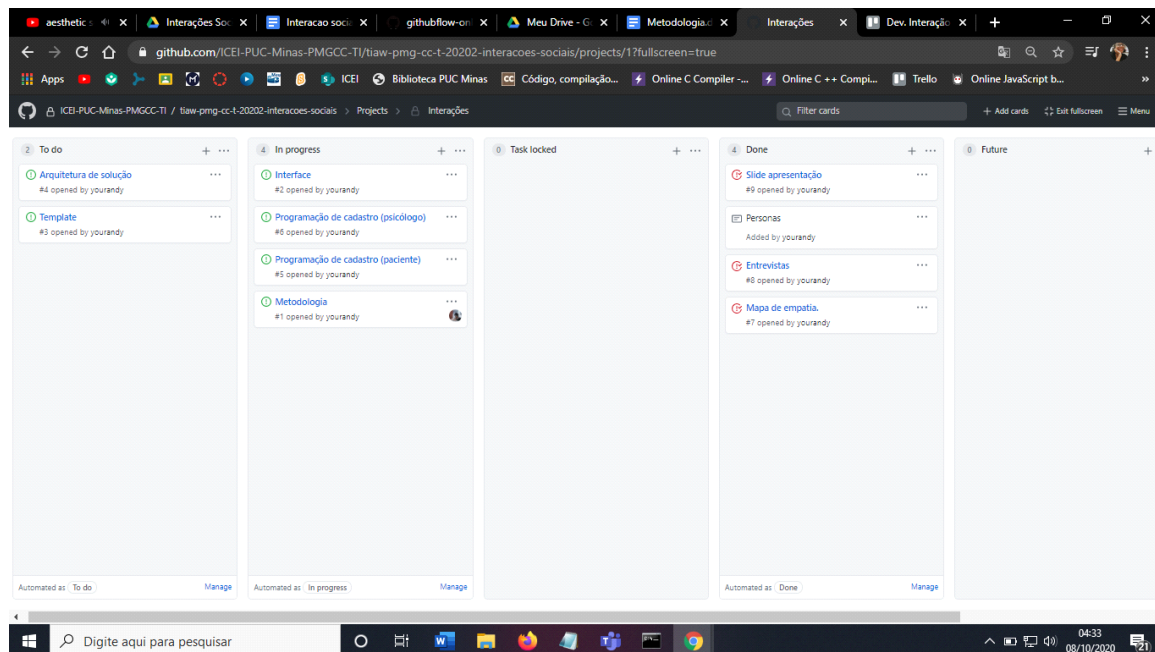 aesthetic s
Interações Soc
Interacao socia
githubflow-onl
Meu Drive - G
Metodologia.d
Interações
Dev. Interação
github.com/ICEI-PUC-Minas-PMGCC-TI/tiaw-pmg-cc-t-20202-interacoes-sociais/projects/1?fullscreen=true
Apps
ICEI
Biblioteca PUC Minas
CC Código, compilação...
Online C Compiler -...
Online C ++ Compi...
Trello
Online JavaScript b...
»
ICEI-PUC-Minas-PMGCC-TI / tiaw-pmg-cc-t-20202-interacoes-sociais > Projects > Interações
Filter cards
+ Add cards
Exit fullscreen
Menu
2 To do
Arquitetura de solução
#4 opened by yourandy
Template
#3 opened by yourandy
Automated as To do
Manage
4 In progress
Interface
#2 opened by yourandy
Programação de cadastro (psicólogo)
#6 opened by yourandy
Programação de cadastro (paciente)
#5 opened by yourandy
Metodologia
#1 opened by yourandy
Automated as In progress
Manage
0 Task locked
4 Done
Slide apresentação
#9 opened by yourandy
Personas
Added by yourandy
Entrevistas
#8 opened by yourandy
Mapa de empatia.
#7 opened by yourandy
Automated as Done
Manage
0 Future
Digite aqui para pesquisar
04:33
08/10/2020
21